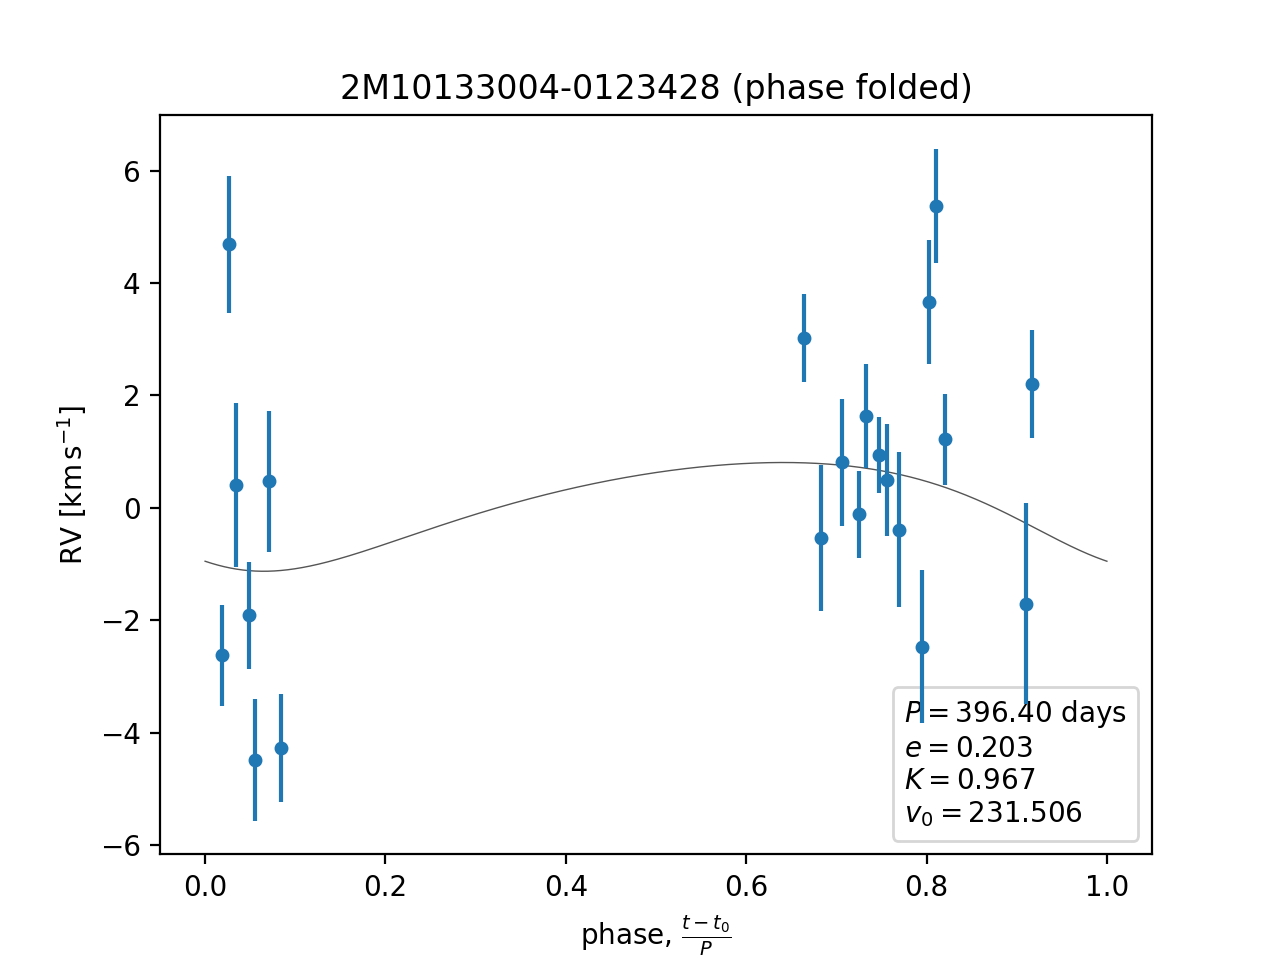 2M10133004-0123428 (phase folded)
RV [km s⁻¹]
6
4
2
0
−2
−4
−6
P = 396.40 days
e = 0.203
K = 0.967
v₀ = 231.506
0.0 0.2 0.4 0.6 0.8 1.0
phase, (t − t₀)/P